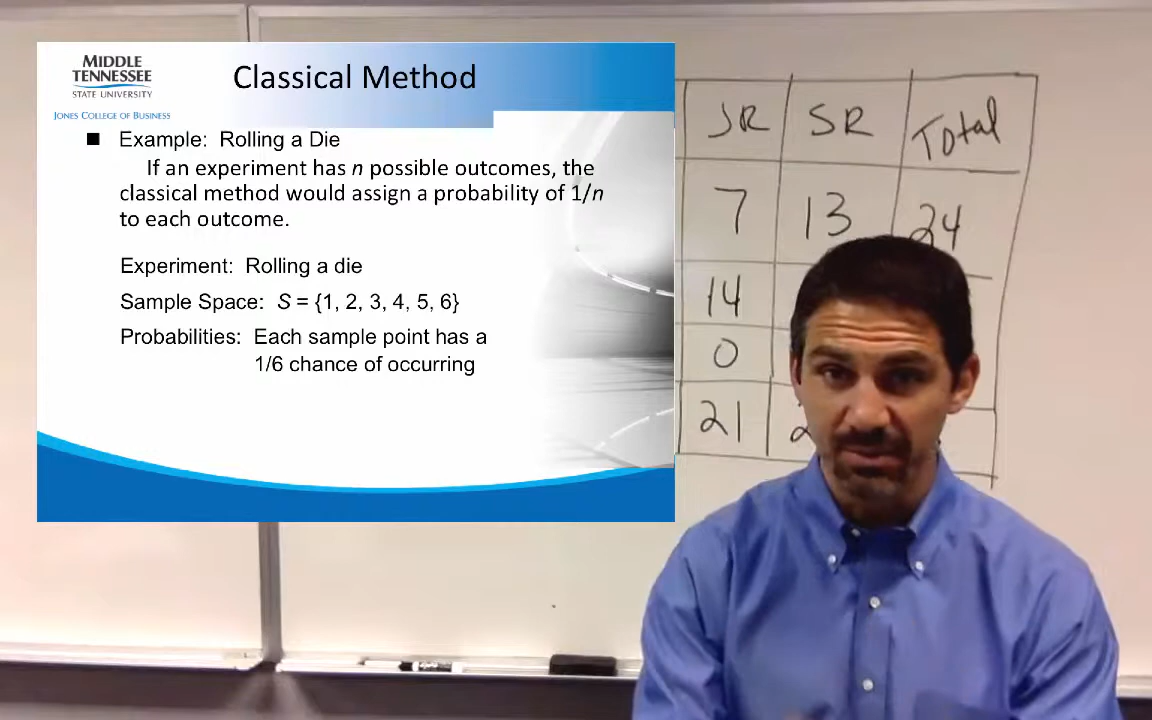 MIDDLE
TENNESSEE
STATE UNIVERSITY
JONES COLLEGE OF BUSINESS
Classical Method
Example: Rolling a Die
If an experiment has n possible outcomes, the
classical method would assign a probability of 1/n
to each outcome.
Experiment: Rolling a die
Sample Space: S = {1, 2, 3, 4, 5, 6}
Probabilities: Each sample point has a
1/6 chance of occurring
JR SR Total
7 13 24
14
0
21